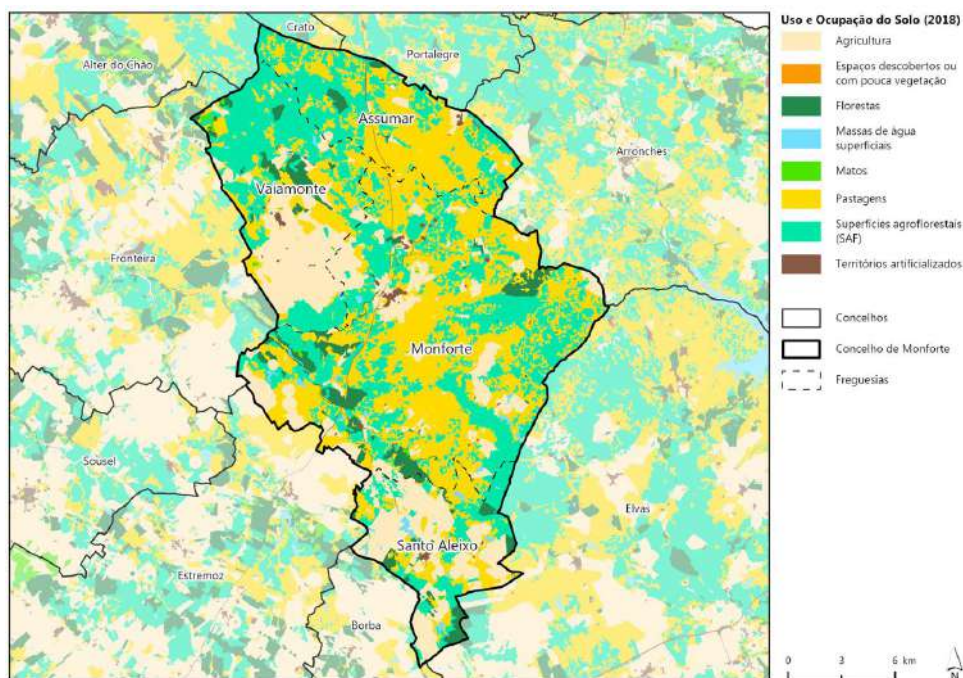 Crato
Portalegre
Alter do Chão
Assumar
Arronches
Vaiamonte
Fronteira
Monforte
Sousel
Elvas
Santo Aleixo
Estremoz
Borba
Uso e Ocupação do Solo (2018)
Agricultura
Espaços descobertos ou
com pouca vegetação
Florestas
Massas de água
superficiais
Matos
Pastagens
Superfícies agroflorestais
(SAF)
Territórios artificializados
Concelhos
Concelho de Monforte
Freguesias
0 3 6 km
N